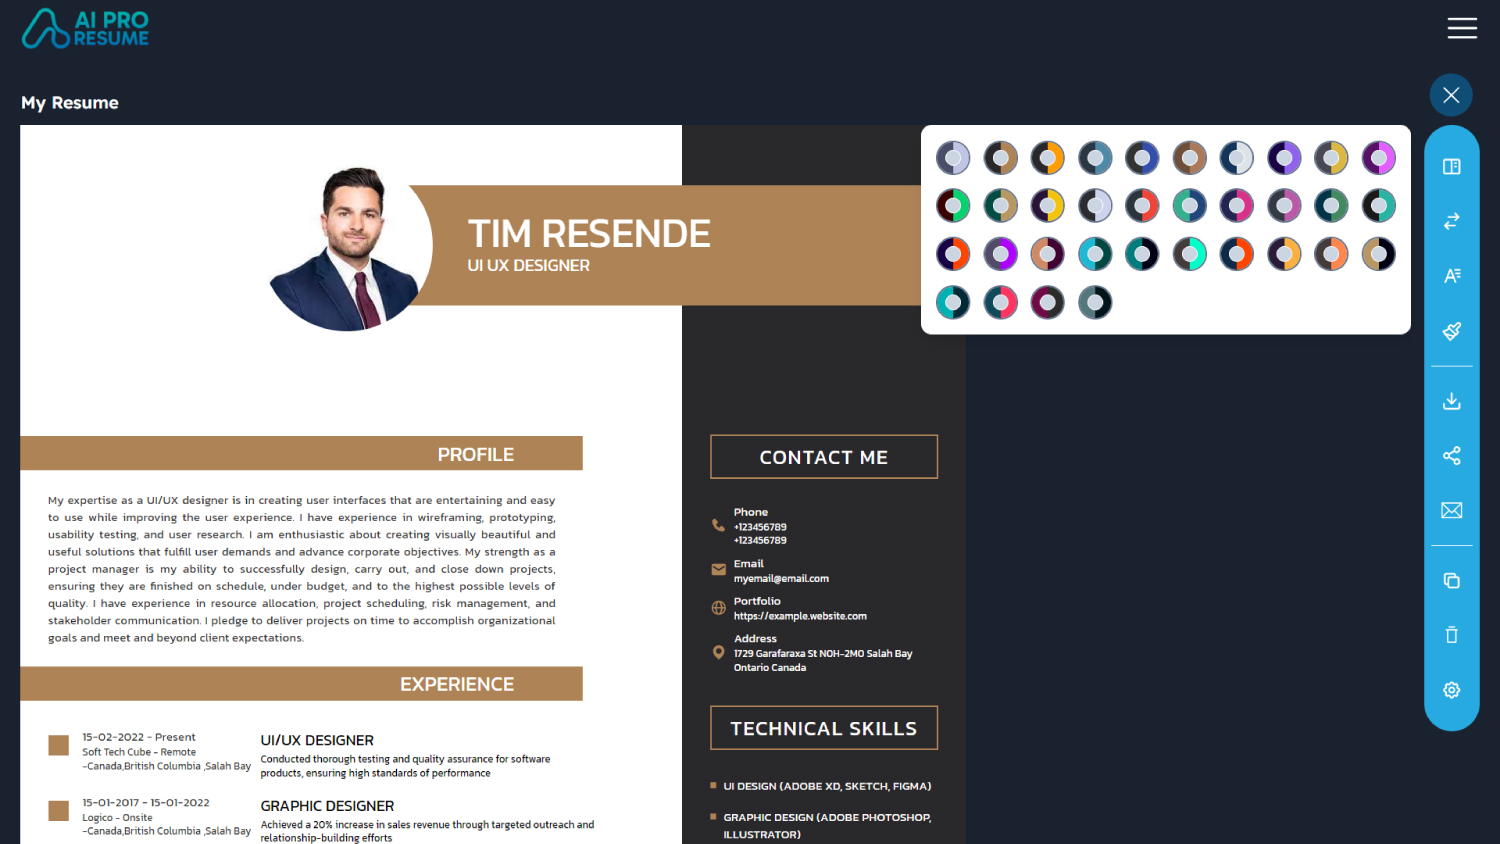 AI PRO
RESUME
My Resume
TIM RESENDE
UI UX DESIGNER
PROFILE
My expertise as a UI/UX designer is in creating user interfaces that are entertaining and easy
to use while improving the user experience. I have experience in wireframing, prototyping,
usability testing, and user research. I am enthusiastic about creating visually beautiful and
useful solutions that fulfill user demands and advance corporate objectives. My strength as a
project manager is my ability to successfully design, carry out, and close down projects,
ensuring they are finished on schedule, under budget, and to the highest possible levels of
quality. I have experience in resource allocation, project scheduling, risk management, and
stakeholder communication. I pledge to deliver projects on time to accomplish organizational
goals and meet and beyond client expectations.
EXPERIENCE
15-02-2022 - Present
Soft Tech Cube - Remote
-Canada,British Columbia ,Salah Bay
UI/UX DESIGNER
Conducted thorough testing and quality assurance for software
products, ensuring high standards of performance
15-01-2017 - 15-01-2022
Logico - Onsite
-Canada,British Columbia ,Salah Bay
GRAPHIC DESIGNER
Achieved a 20% increase in sales revenue through targeted outreach and
relationship-building efforts
CONTACT ME
Phone
+123456789
+123456789
Email
myemail@email.com
Portfolio
https://example.website.com
Address
1729 Garafaraxa St NOH-2MO Salah Bay
Ontario Canada
TECHNICAL SKILLS
UI DESIGN (ADOBE XD, SKETCH, FIGMA)
GRAPHIC DESIGN (ADOBE PHOTOSHOP,
ILLUSTRATOR)